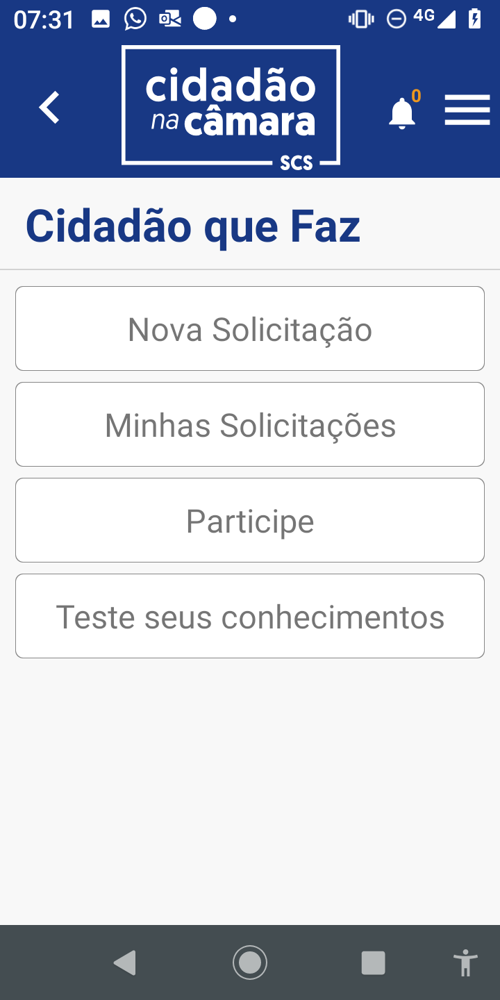 07:31
4G
cidadão
na câmara
SCS
0
Cidadão que Faz
Nova Solicitação
Minhas Solicitações
Participe
Teste seus conhecimentos